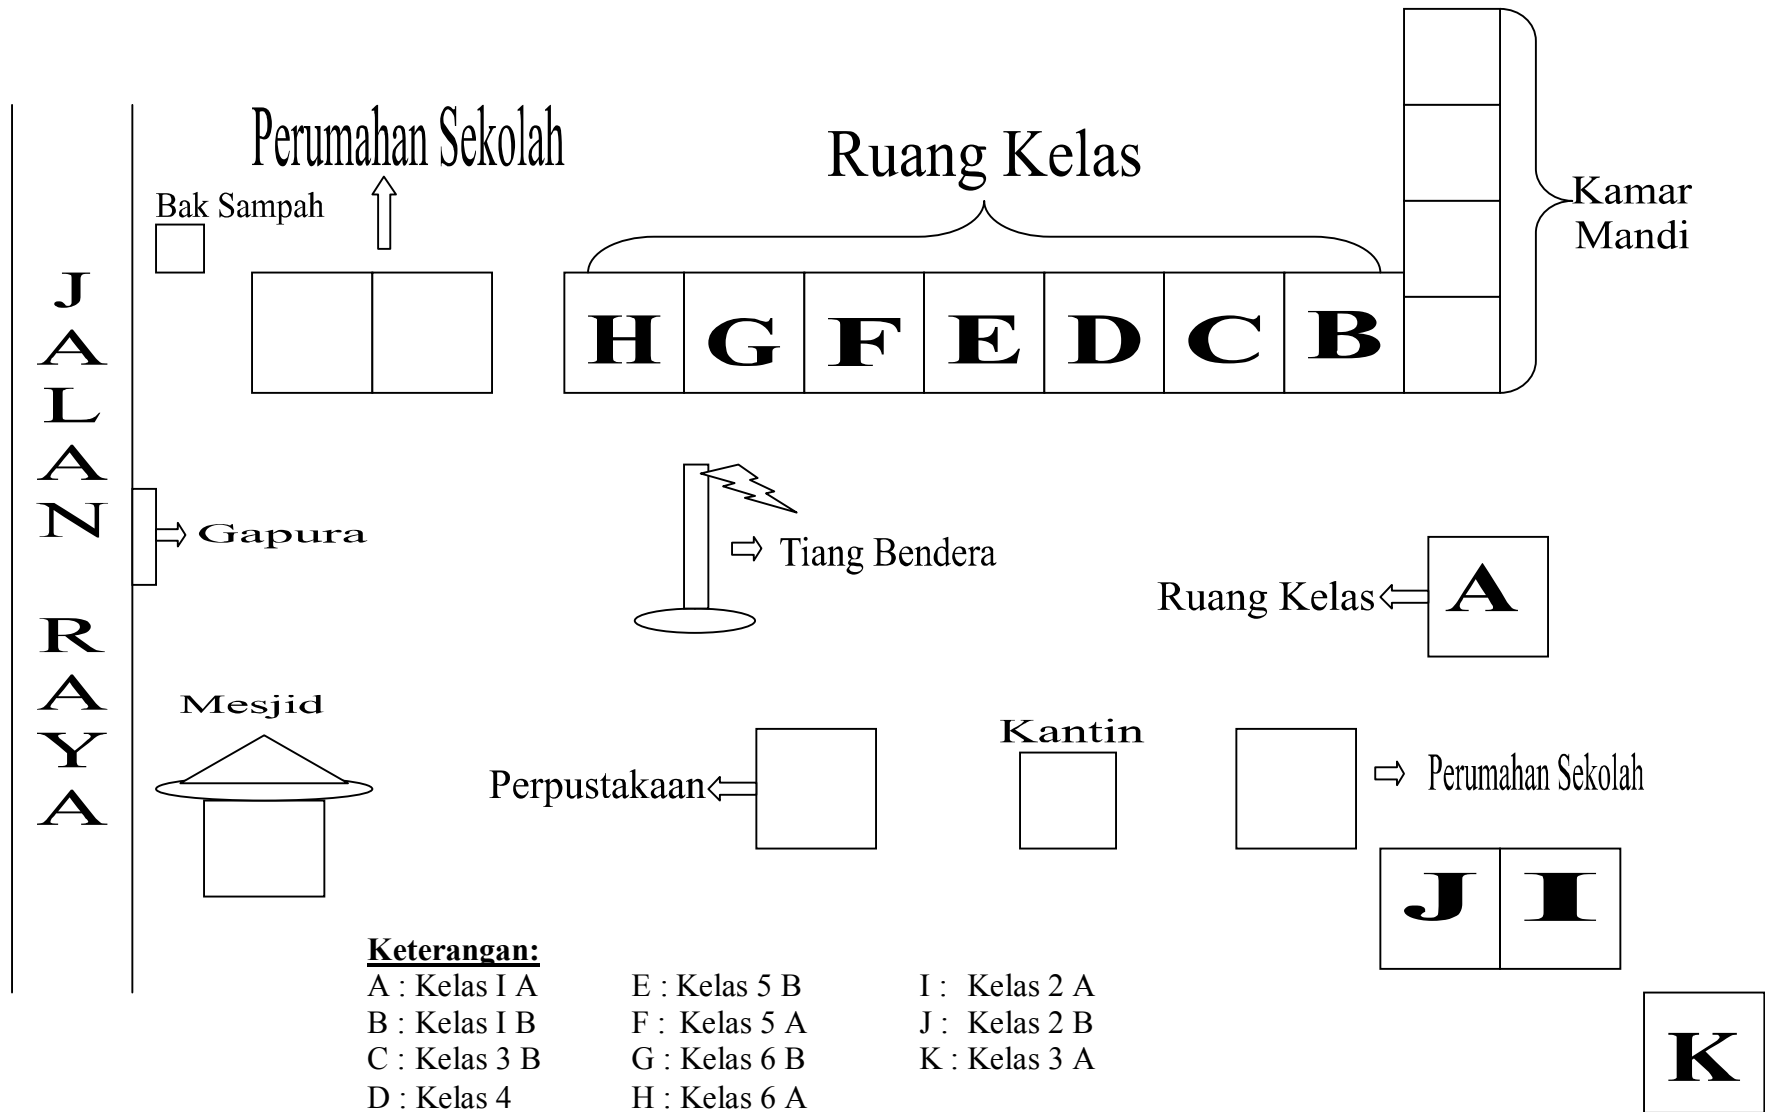 JALAN RAYA
Perumahan Sekolah
Bak Sampah
Ruang Kelas
Kamar
Mandi
H G F E D C B
Gapura
Tiang Bendera
Ruang Kelas
A
Mesjid
Perpustakaan
Kantin
Perumahan Sekolah
J I
K
Keterangan:
A : Kelas I A
B : Kelas I B
C : Kelas 3 B
D : Kelas 4
E : Kelas 5 B
F : Kelas 5 A
G : Kelas 6 B
H : Kelas 6 A
I : Kelas 2 A
J : Kelas 2 B
K : Kelas 3 A